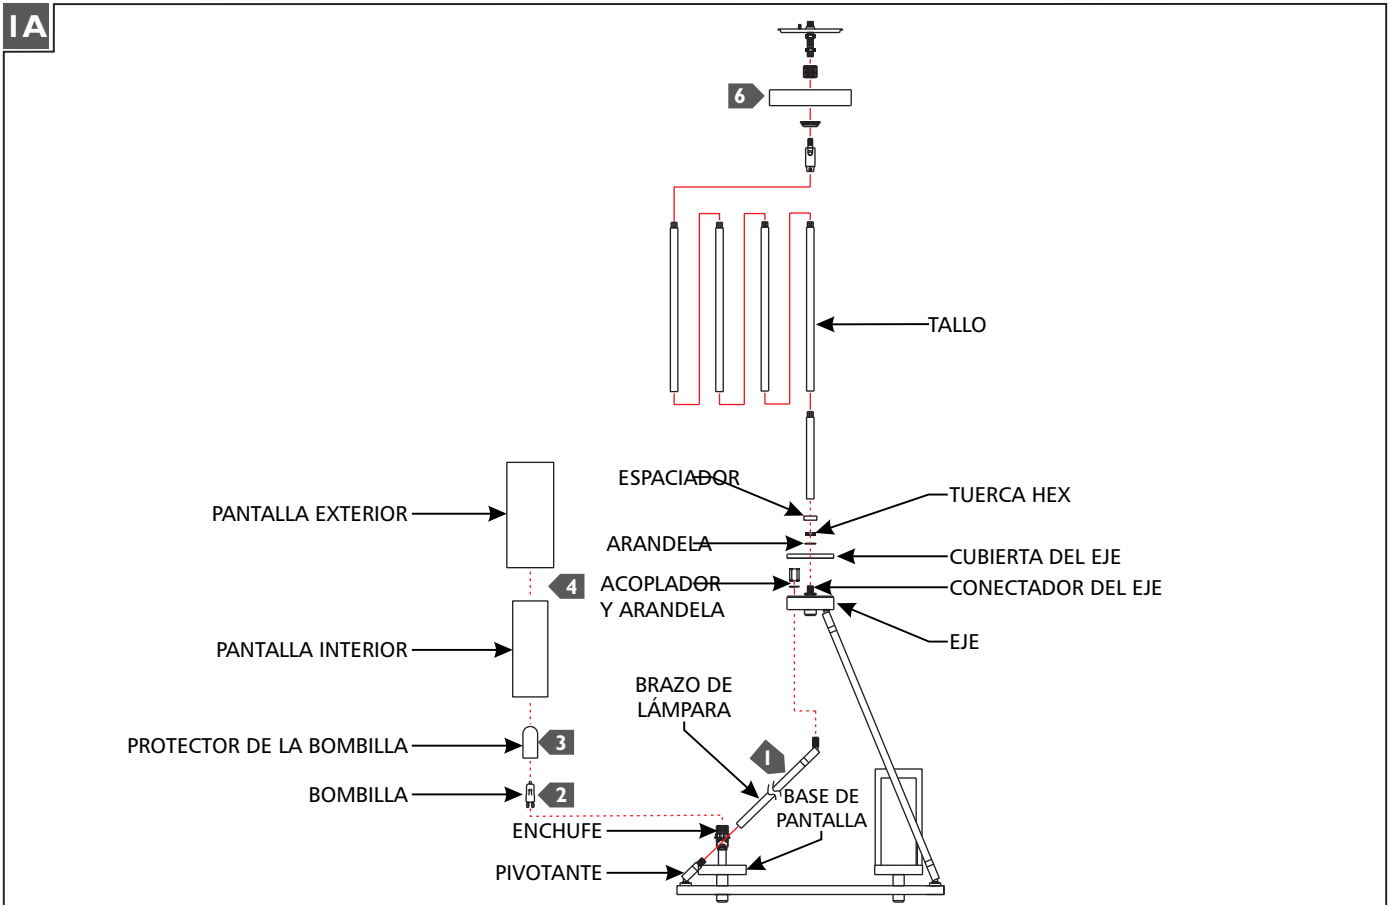 1A
6
TALLO
ESPACIADOR
TUERCA HEX
PANTALLA EXTERIOR
ARANDELA
CUBIERTA DEL EJE
4
ACOPLADOR
Y ARANDELA
CONECTADOR DEL EJE
EJE
PANTALLA INTERIOR
BRAZO DE
LÁMPARA
PROTECTOR DE LA BOMBILLA
3
1
BOMBILLA
2
BASE DE
PANTALLA
ENCHUFE
PIVOTANTE